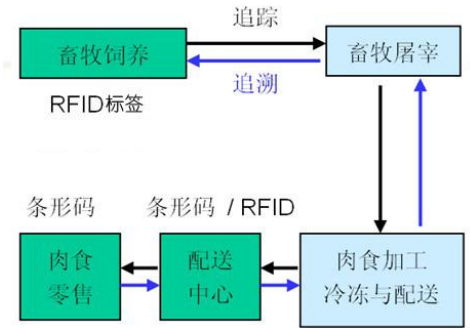 追踪
畜牧饲养
畜牧屠宰
追溯
RFID标签
条形码
条形码 / RFID
肉食
零售
配送
中心
肉食加工
冷冻与配送